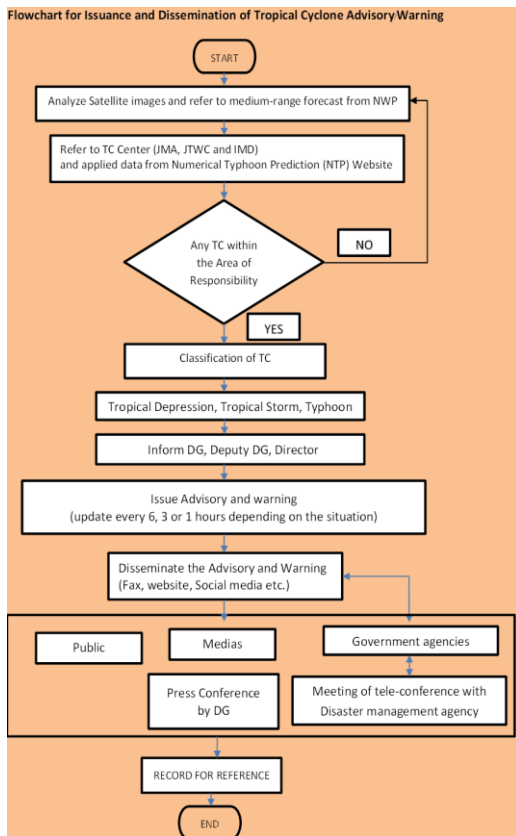 Flowchart for Issuance and Dissemination of Tropical Cyclone Advisory Warning
START
Analyze Satellite images and refer to medium-range forecast from NWP
Refer to TC Center (JMA, JTWC and IMD)
and applied data from Numerical Typhoon Prediction (NTP) Website
Any TC within
the Area of
Responsibility
NO
YES
Classification of TC
Tropical Depression, Tropical Storm, Typhoon
Inform DG, Deputy DG, Director
Issue Advisory and warning
(update every 6, 3 or 1 hours depending on the situation)
Disseminate the Advisory and Warning
(Fax, website, Social media etc.)
Public
Medias
Government agencies
Press Conference
by DG
Meeting of tele-conference with
Disaster management agency
RECORD FOR REFERENCE
END